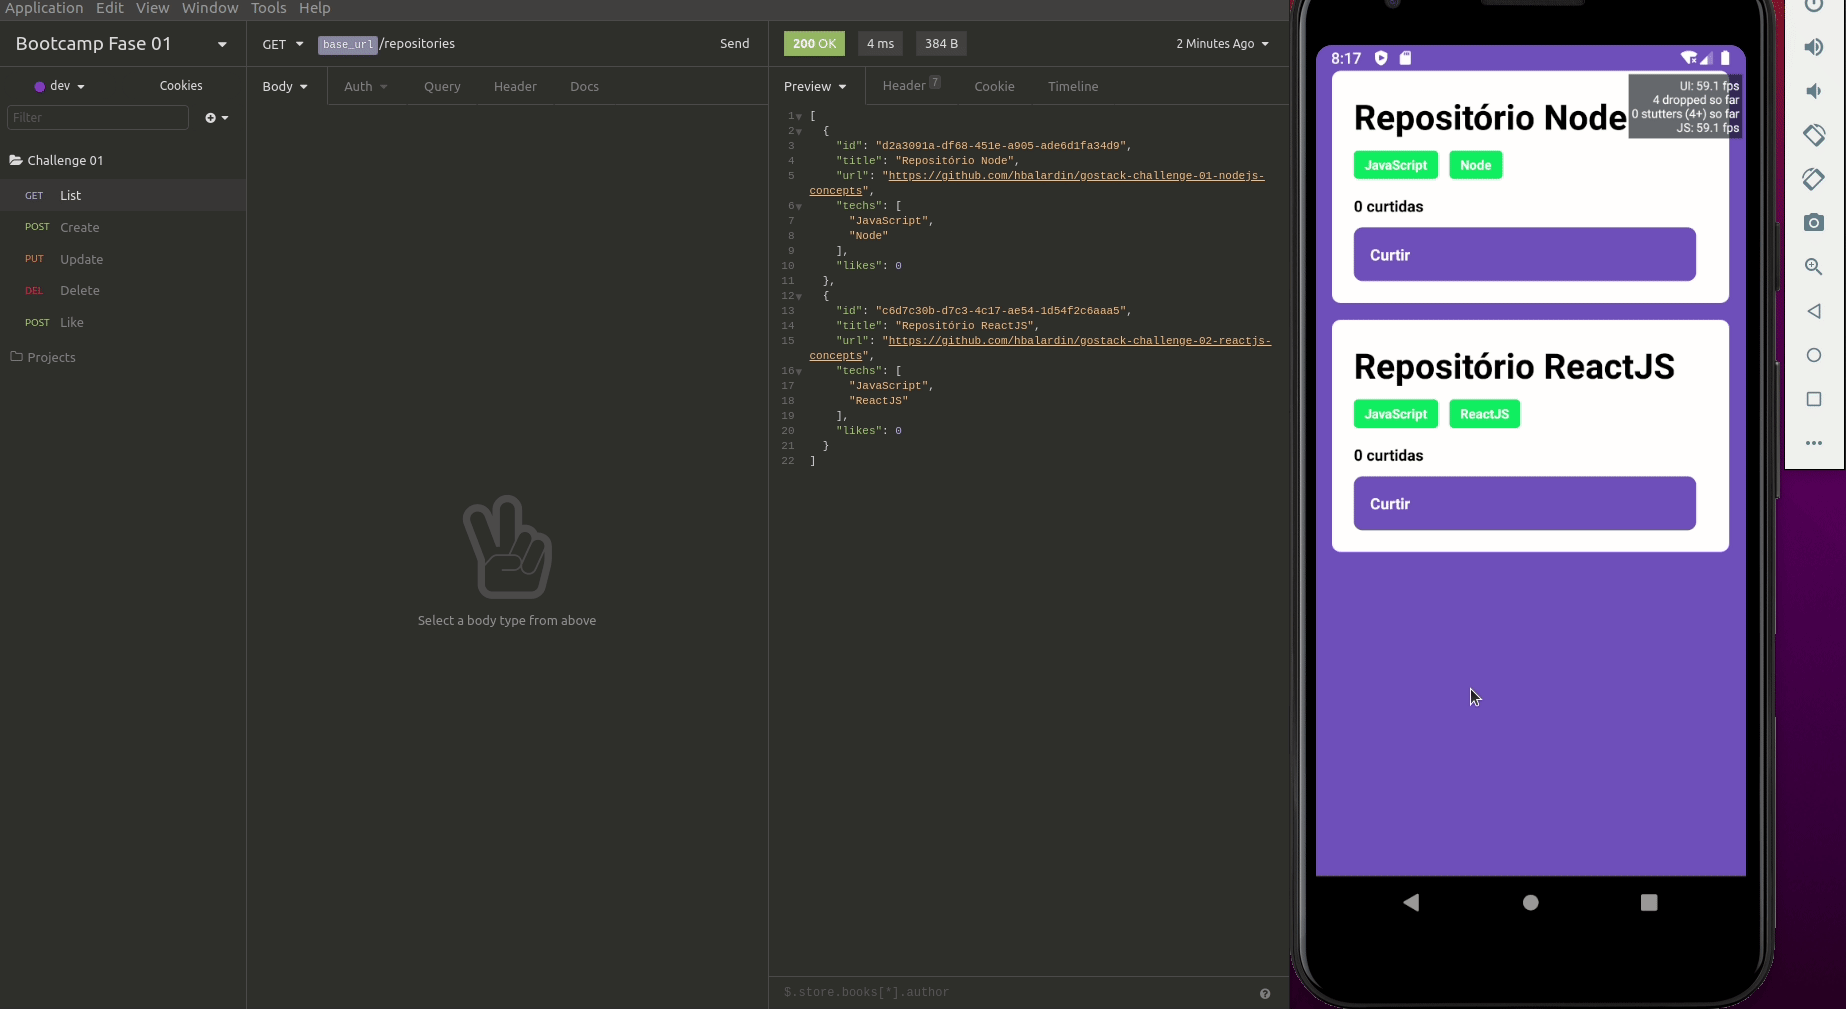 Application Edit View Window Tools Help
Bootcamp Fase 01
dev
Cookies
Filter
Challenge 01
GET List
POST Create
PUT Update
DEL Delete
POST Like
Projects
GET base_url/repositories Send
Body Auth Query Header Docs
Select a body type from above
200 OK 4 ms 384 B 2 Minutes Ago
Preview Header 7 Cookie Timeline
1 [
2 {
3 "id": "d2a3091a-df68-451e-a905-ade6d1fa34d9",
4 "title": "Repositório Node",
5 "url": "https://github.com/hbalardin/gostack-challenge-01-nodejs-
concepts",
6 "techs": [
7 "JavaScript",
8 "Node"
9 ],
10 "likes": 0
11 },
12 {
13 "id": "c6d7c30b-d7c3-4c17-ae54-1d54f2c6aaa5",
14 "title": "Repositório ReactJS",
15 "url": "https://github.com/hbalardin/gostack-challenge-02-reactjs-
concepts",
16 "techs": [
17 "JavaScript",
18 "ReactJS"
19 ],
20 "likes": 0
21 }
22 ]
$.store.books[*].author
8:17
UI: 59.1 fps
4 dropped so far
0 stutters (4+) so far
JS: 59.1 fps
Repositório Node
JavaScript Node
0 curtidas
Curtir
Repositório ReactJS
JavaScript ReactJS
0 curtidas
Curtir